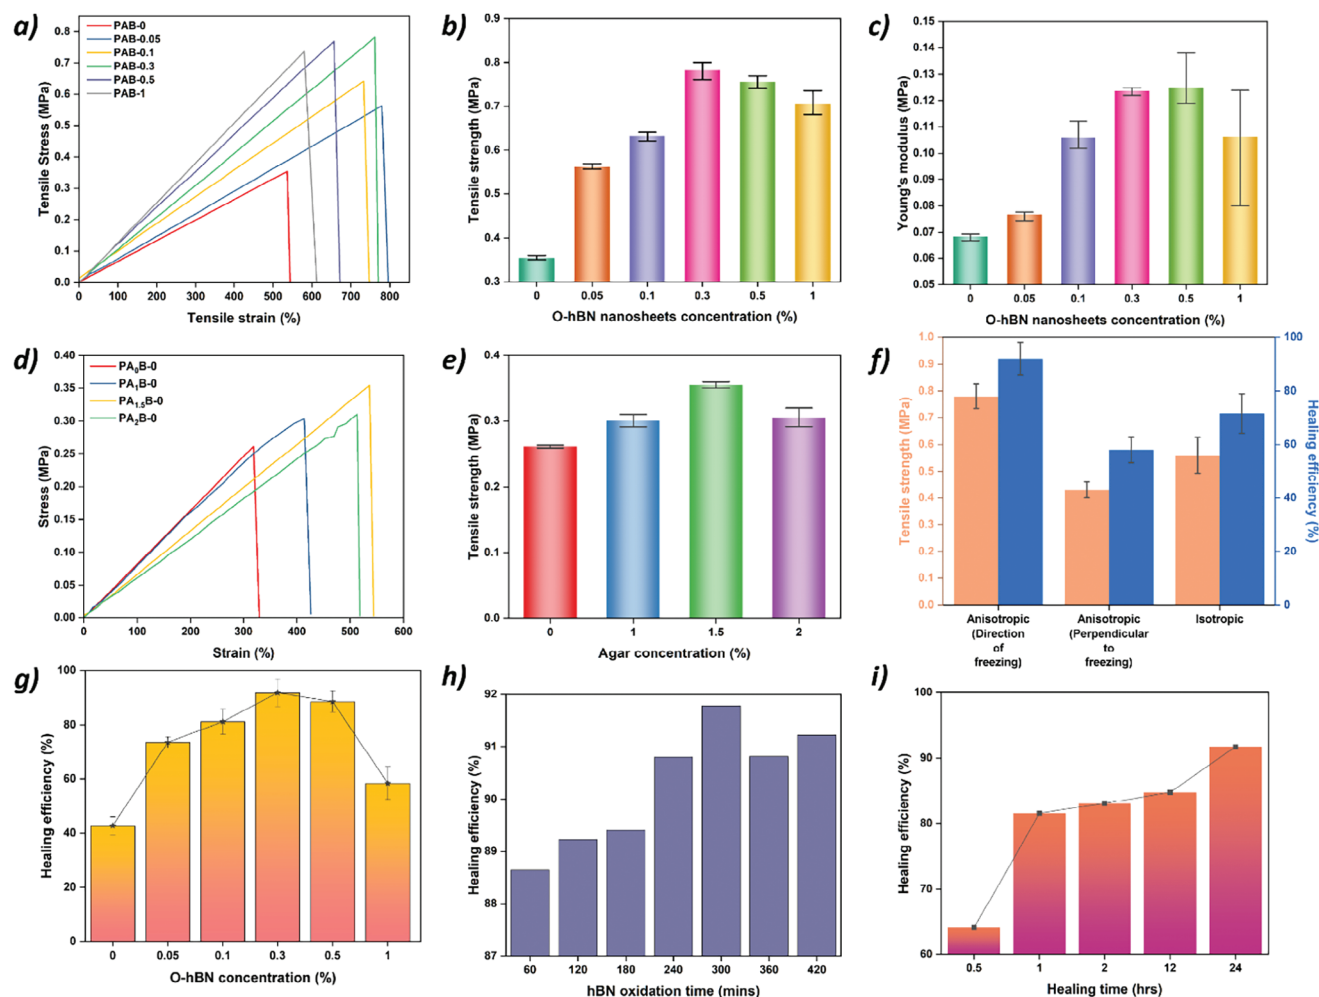 a)
PAB-0
PAB-0.05
PAB-0.1
PAB-0.3
PAB-0.5
PAB-1
Tensile Stress (MPa)
0.8
0.7
0.6
0.5
0.4
0.3
0.2
0.1
0.0
0 100 200 300 400 500 600 700 800
Tensile strain (%)
b)
Tensile strength (MPa)
0.9
0.8
0.7
0.6
0.5
0.4
0.3
0 0.05 0.1 0.3 0.5 1
O-hBN nanosheets concentration (%)
c)
Young's modulus (MPa)
0.15
0.14
0.13
0.12
0.11
0.10
0.09
0.08
0.07
0.06
0.05
0 0.05 0.1 0.3 0.5 1
O-hBN nanosheets concentration (%)
d)
PA₀B-0
PA₁B-0
PA₁.₅B-0
PA₂B-0
Stress (MPa)
0.40
0.35
0.30
0.25
0.20
0.15
0.10
0.05
0.00
0 100 200 300 400 500 600
Strain (%)
e)
Tensile strength (MPa)
0.4
0.3
0.2
0.1
0.0
0 1 1.5 2
Agar concentration (%)
f)
Tensile strength (MPa)
1.0
0.9
0.8
0.7
0.6
0.5
0.4
0.3
0.2
0.1
0.0
100
80
60
40
20
0
Healing efficiency (%)
Anisotropic Anisotropic Isotropic
(Direction (Perpendicular
of to
freezing) freezing)
g)
Healing efficiency (%)
100
80
60
40
20
0
0 0.05 0.1 0.3 0.5 1
O-hBN concentration (%)
h)
Healing efficiency (%)
92
91
90
89
88
87
60 120 180 240 300 360 420
hBN oxidation time (mins)
i)
Healing efficiency (%)
100
90
80
70
60
0.5 1 2 12 24
Healing time (hrs)